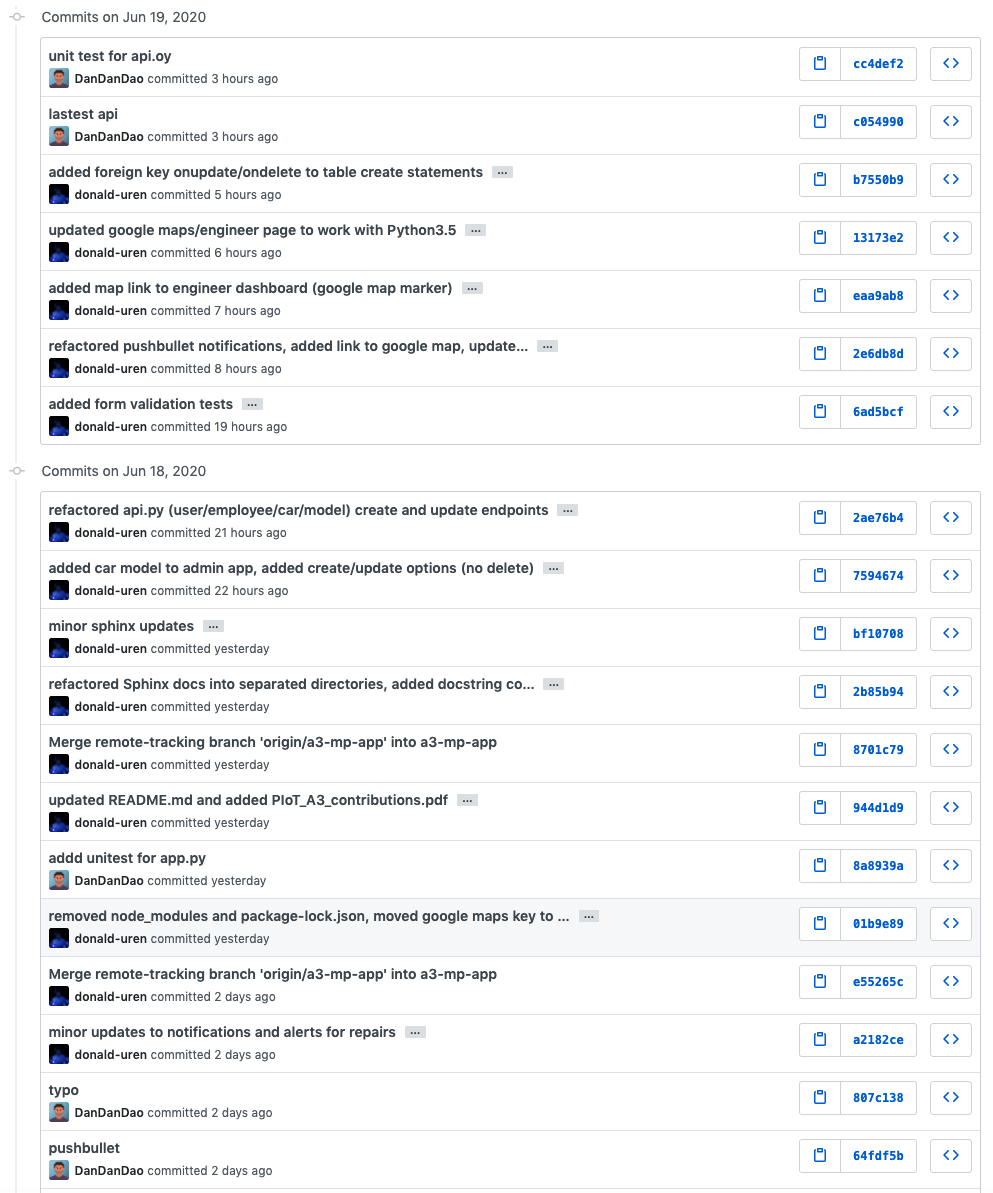 Commits on Jun 19, 2020
unit test for api.oy
DanDanDao committed 3 hours ago
cc4def2
lastest api
DanDanDao committed 3 hours ago
c054990
added foreign key onupdate/ondelete to table create statements ...
donald-uren committed 5 hours ago
b7550b9
updated google maps/engineer page to work with Python3.5 ...
donald-uren committed 6 hours ago
13173e2
added map link to engineer dashboard (google map marker) ...
donald-uren committed 7 hours ago
eaa9ab8
refactored pushbullet notifications, added link to google map, update... ...
donald-uren committed 8 hours ago
2e6db8d
added form validation tests ...
donald-uren committed 19 hours ago
6ad5bcf
Commits on Jun 18, 2020
refactored api.py (user/employee/car/model) create and update endpoints ...
donald-uren committed 21 hours ago
2ae76b4
added car model to admin app, added create/update options (no delete) ...
donald-uren committed 22 hours ago
7594674
minor sphinx updates ...
donald-uren committed yesterday
bf10708
refactored Sphinx docs into separated directories, added docstring co... ...
donald-uren committed yesterday
2b85b94
Merge remote-tracking branch 'origin/a3-mp-app' into a3-mp-app
donald-uren committed yesterday
8701c79
updated README.md and added PIoT_A3_contributions.pdf ...
donald-uren committed yesterday
944d1d9
addd unitest for app.py
DanDanDao committed yesterday
8a8939a
removed node_modules and package-lock.json, moved google maps key to ... ...
donald-uren committed yesterday
01b9e89
Merge remote-tracking branch 'origin/a3-mp-app' into a3-mp-app
donald-uren committed 2 days ago
e55265c
minor updates to notifications and alerts for repairs ...
donald-uren committed 2 days ago
a2182ce
typo
DanDanDao committed 2 days ago
807c138
pushbullet
DanDanDao committed 2 days ago
64fdf5b